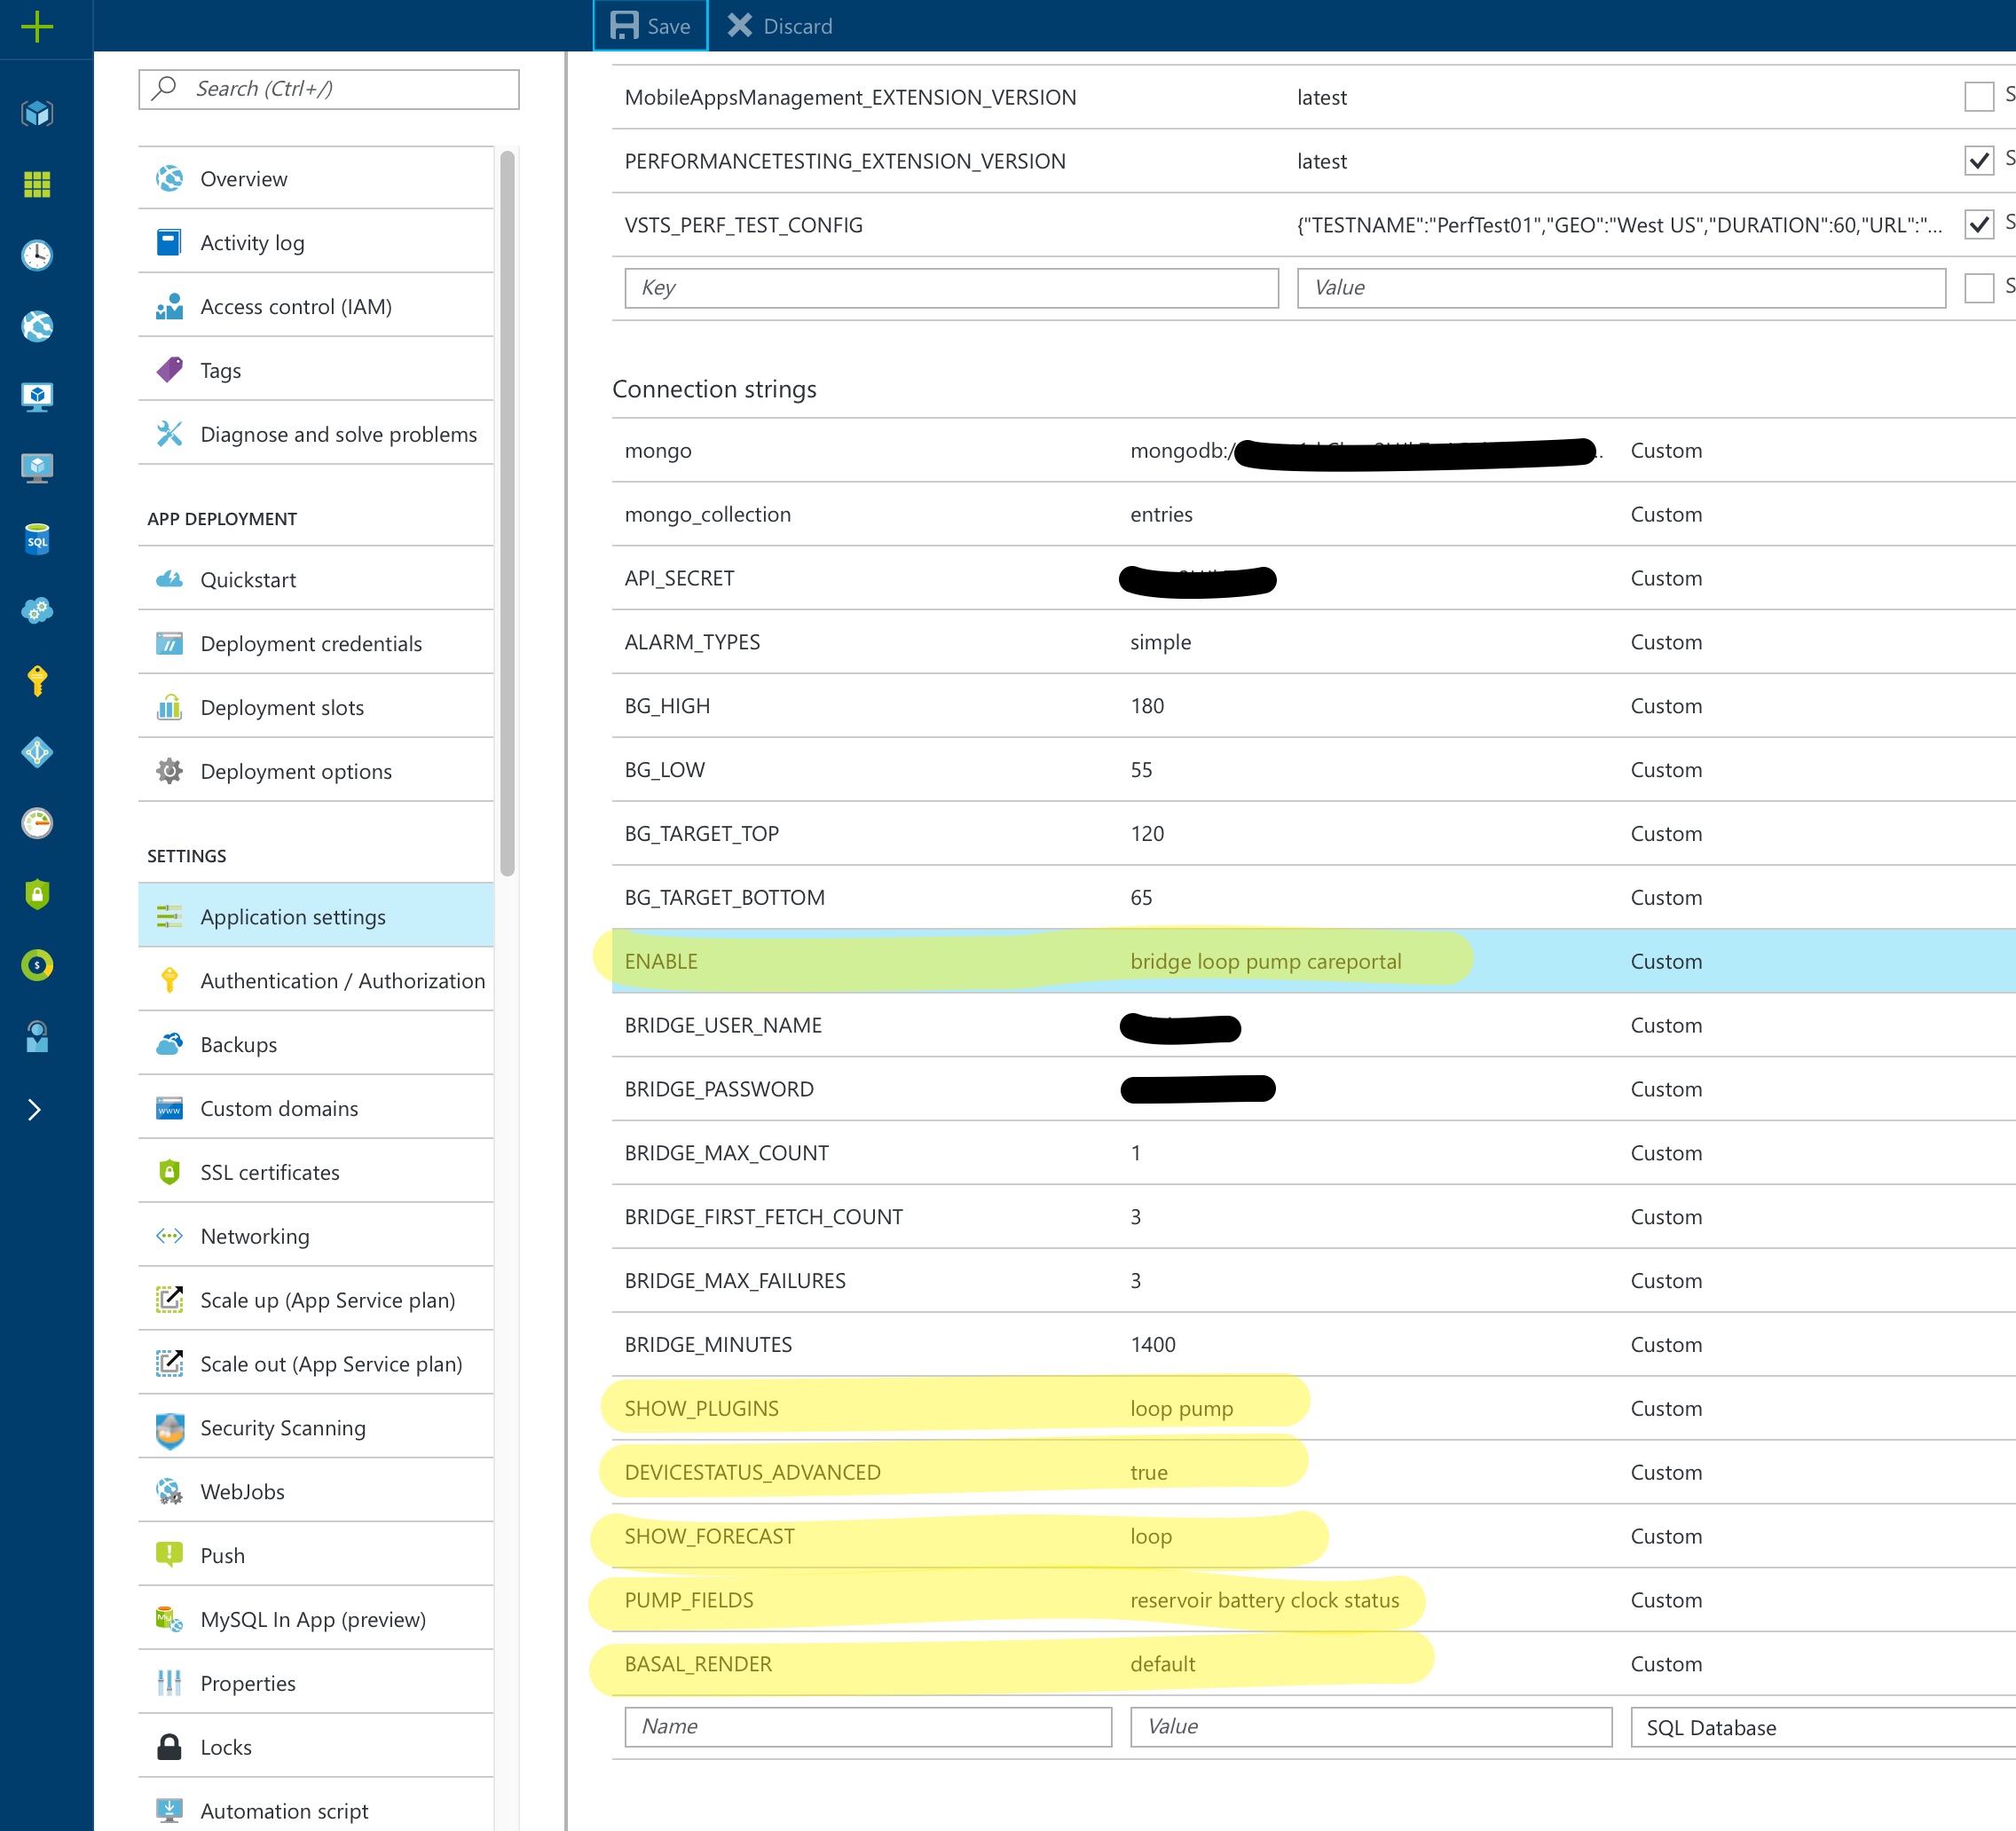 Save
Discard
Search (Ctrl+/)
Overview
Activity log
Access control (IAM)
Tags
Diagnose and solve problems
APP DEPLOYMENT
Quickstart
Deployment credentials
Deployment slots
Deployment options
SETTINGS
Application settings
Authentication / Authorization
Backups
Custom domains
SSL certificates
Networking
Scale up (App Service plan)
Scale out (App Service plan)
Security Scanning
WebJobs
Push
MySQL In App (preview)
Properties
Locks
Automation script
MobileAppsManagement_EXTENSION_VERSION latest S
PERFORMANCETESTING_EXTENSION_VERSION latest S
VSTS_PERF_TEST_CONFIG {"TESTNAME":"PerfTest01","GEO":"West US","DURATION":60,"URL":"... S
Key Value S
Connection strings
mongo mongodb:/ Custom
mongo_collection entries Custom
API_SECRET Custom
ALARM_TYPES simple Custom
BG_HIGH 180 Custom
BG_LOW 55 Custom
BG_TARGET_TOP 120 Custom
BG_TARGET_BOTTOM 65 Custom
ENABLE bridge loop pump careportal Custom
BRIDGE_USER_NAME Custom
BRIDGE_PASSWORD Custom
BRIDGE_MAX_COUNT 1 Custom
BRIDGE_FIRST_FETCH_COUNT 3 Custom
BRIDGE_MAX_FAILURES 3 Custom
BRIDGE_MINUTES 1400 Custom
SHOW_PLUGINS loop pump Custom
DEVICESTATUS_ADVANCED true Custom
SHOW_FORECAST loop Custom
PUMP_FIELDS reservoir battery clock status Custom
BASAL_RENDER default Custom
Name Value SQL Database